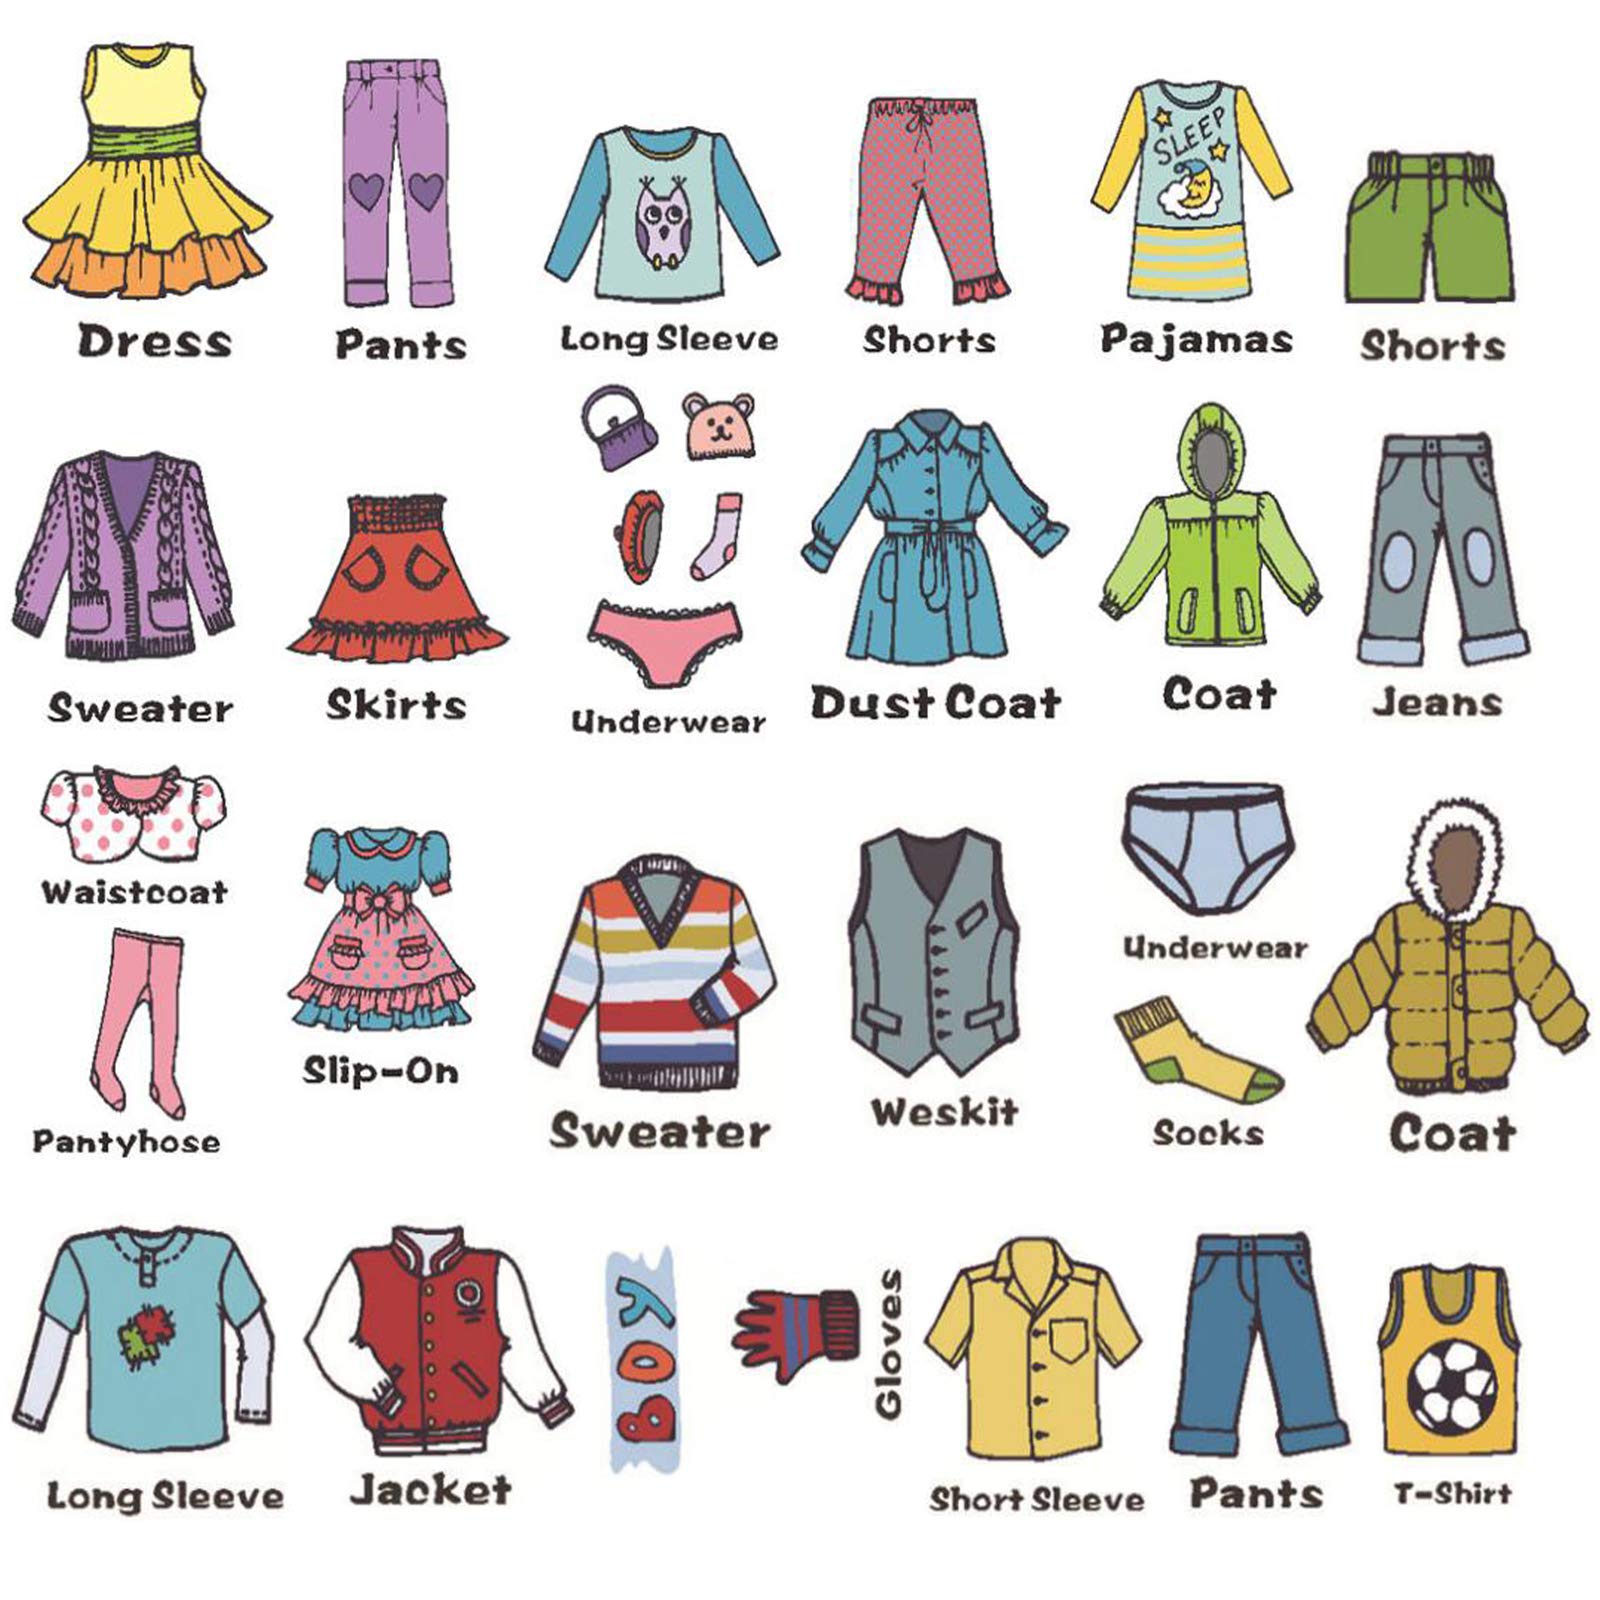 SLEEP
Dress
Pants
Long Sleeve
Shorts
Pajamas
Shorts
Sweater
Skirts
Underwear
Dust Coat
Coat
Jeans
Waistcoat
Pantyhose
Slip-On
Sweater
Weskit
Underwear
Socks
Coat
Long Sleeve
Jacket
BOY
Gloves
Short Sleeve
Pants
T-Shirt